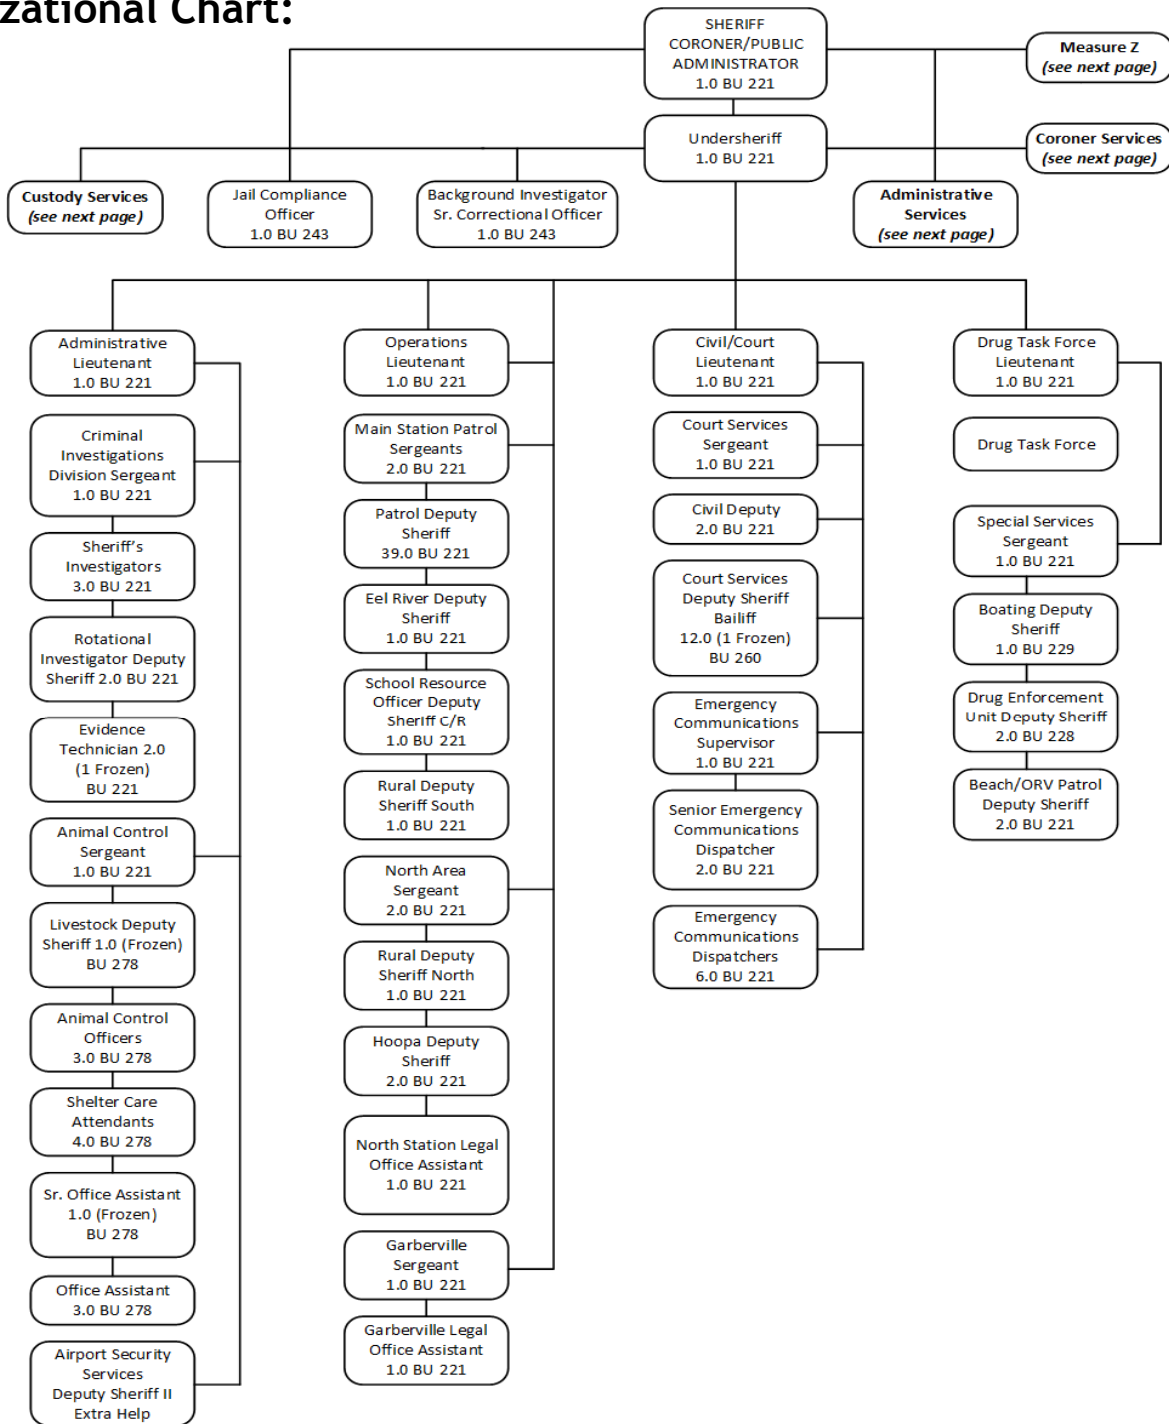 zational Chart:
SHERIFF
CORONER/PUBLIC
ADMINISTRATOR
1.0 BU 221
Measure Z
(see next page)
Undersheriff
1.0 BU 221
Coroner Services
(see next page)
Custody Services
(see next page)
Jail Compliance
Officer
1.0 BU 243
Background Investigator
Sr. Correctional Officer
1.0 BU 243
Administrative
Services
(see next page)
Administrative
Lieutenant
1.0 BU 221
Criminal
Investigations
Division Sergeant
1.0 BU 221
Sheriff's
Investigators
3.0 BU 221
Rotational
Investigator Deputy
Sheriff 2.0 BU 221
Evidence
Technician 2.0
(1 Frozen)
BU 221
Animal Control
Sergeant
1.0 BU 221
Livestock Deputy
Sheriff 1.0 (Frozen)
BU 278
Animal Control
Officers
3.0 BU 278
Shelter Care
Attendants
4.0 BU 278
Sr. Office Assistant
1.0 (Frozen)
BU 278
Office Assistant
3.0 BU 278
Airport Security
Services
Deputy Sheriff II
Extra Help
Operations
Lieutenant
1.0 BU 221
Main Station Patrol
Sergeants
2.0 BU 221
Patrol Deputy
Sheriff
39.0 BU 221
Eel River Deputy
Sheriff
1.0 BU 221
School Resource
Officer Deputy
Sheriff C/R
1.0 BU 221
Rural Deputy
Sheriff South
1.0 BU 221
North Area
Sergeant
2.0 BU 221
Rural Deputy
Sheriff North
1.0 BU 221
Hoopa Deputy
Sheriff
2.0 BU 221
North Station Legal
Office Assistant
1.0 BU 221
Garberville
Sergeant
1.0 BU 221
Garberville Legal
Office Assistant
1.0 BU 221
Civil/Court
Lieutenant
1.0 BU 221
Court Services
Sergeant
1.0 BU 221
Civil Deputy
2.0 BU 221
Court Services
Deputy Sheriff
Bailiff
12.0 (1 Frozen)
BU 260
Emergency
Communications
Supervisor
1.0 BU 221
Senior Emergency
Communications
Dispatcher
2.0 BU 221
Emergency
Communications
Dispatchers
6.0 BU 221
Drug Task Force
Lieutenant
1.0 BU 221
Drug Task Force
Special Services
Sergeant
1.0 BU 221
Boating Deputy
Sheriff
1.0 BU 229
Drug Enforcement
Unit Deputy Sheriff
2.0 BU 228
Beach/ORV Patrol
Deputy Sheriff
2.0 BU 221